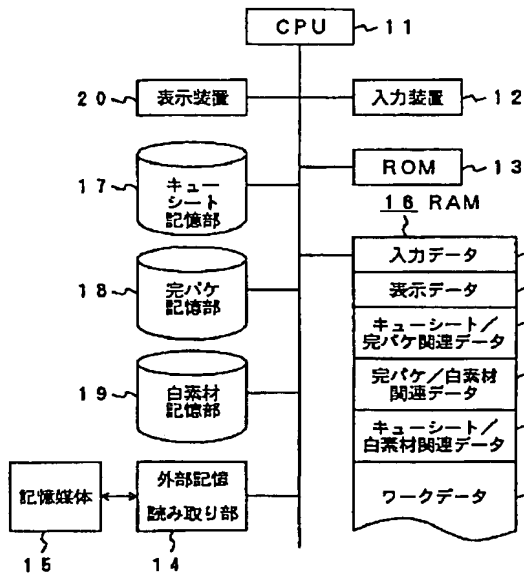 CPU
11
20
表示装置
入力装置
12
ROM
13
17
キュー
シート
記憶部
16 RAM
入力データ
18
完パケ
記憶部
表示データ
キューシート/
完パケ関連データ
完パケ/白素材
関連データ
19
白素材
記憶部
キューシート/
白素材関連データ
記憶媒体
外部記憶
読み取り部
ワークデータ
15
14